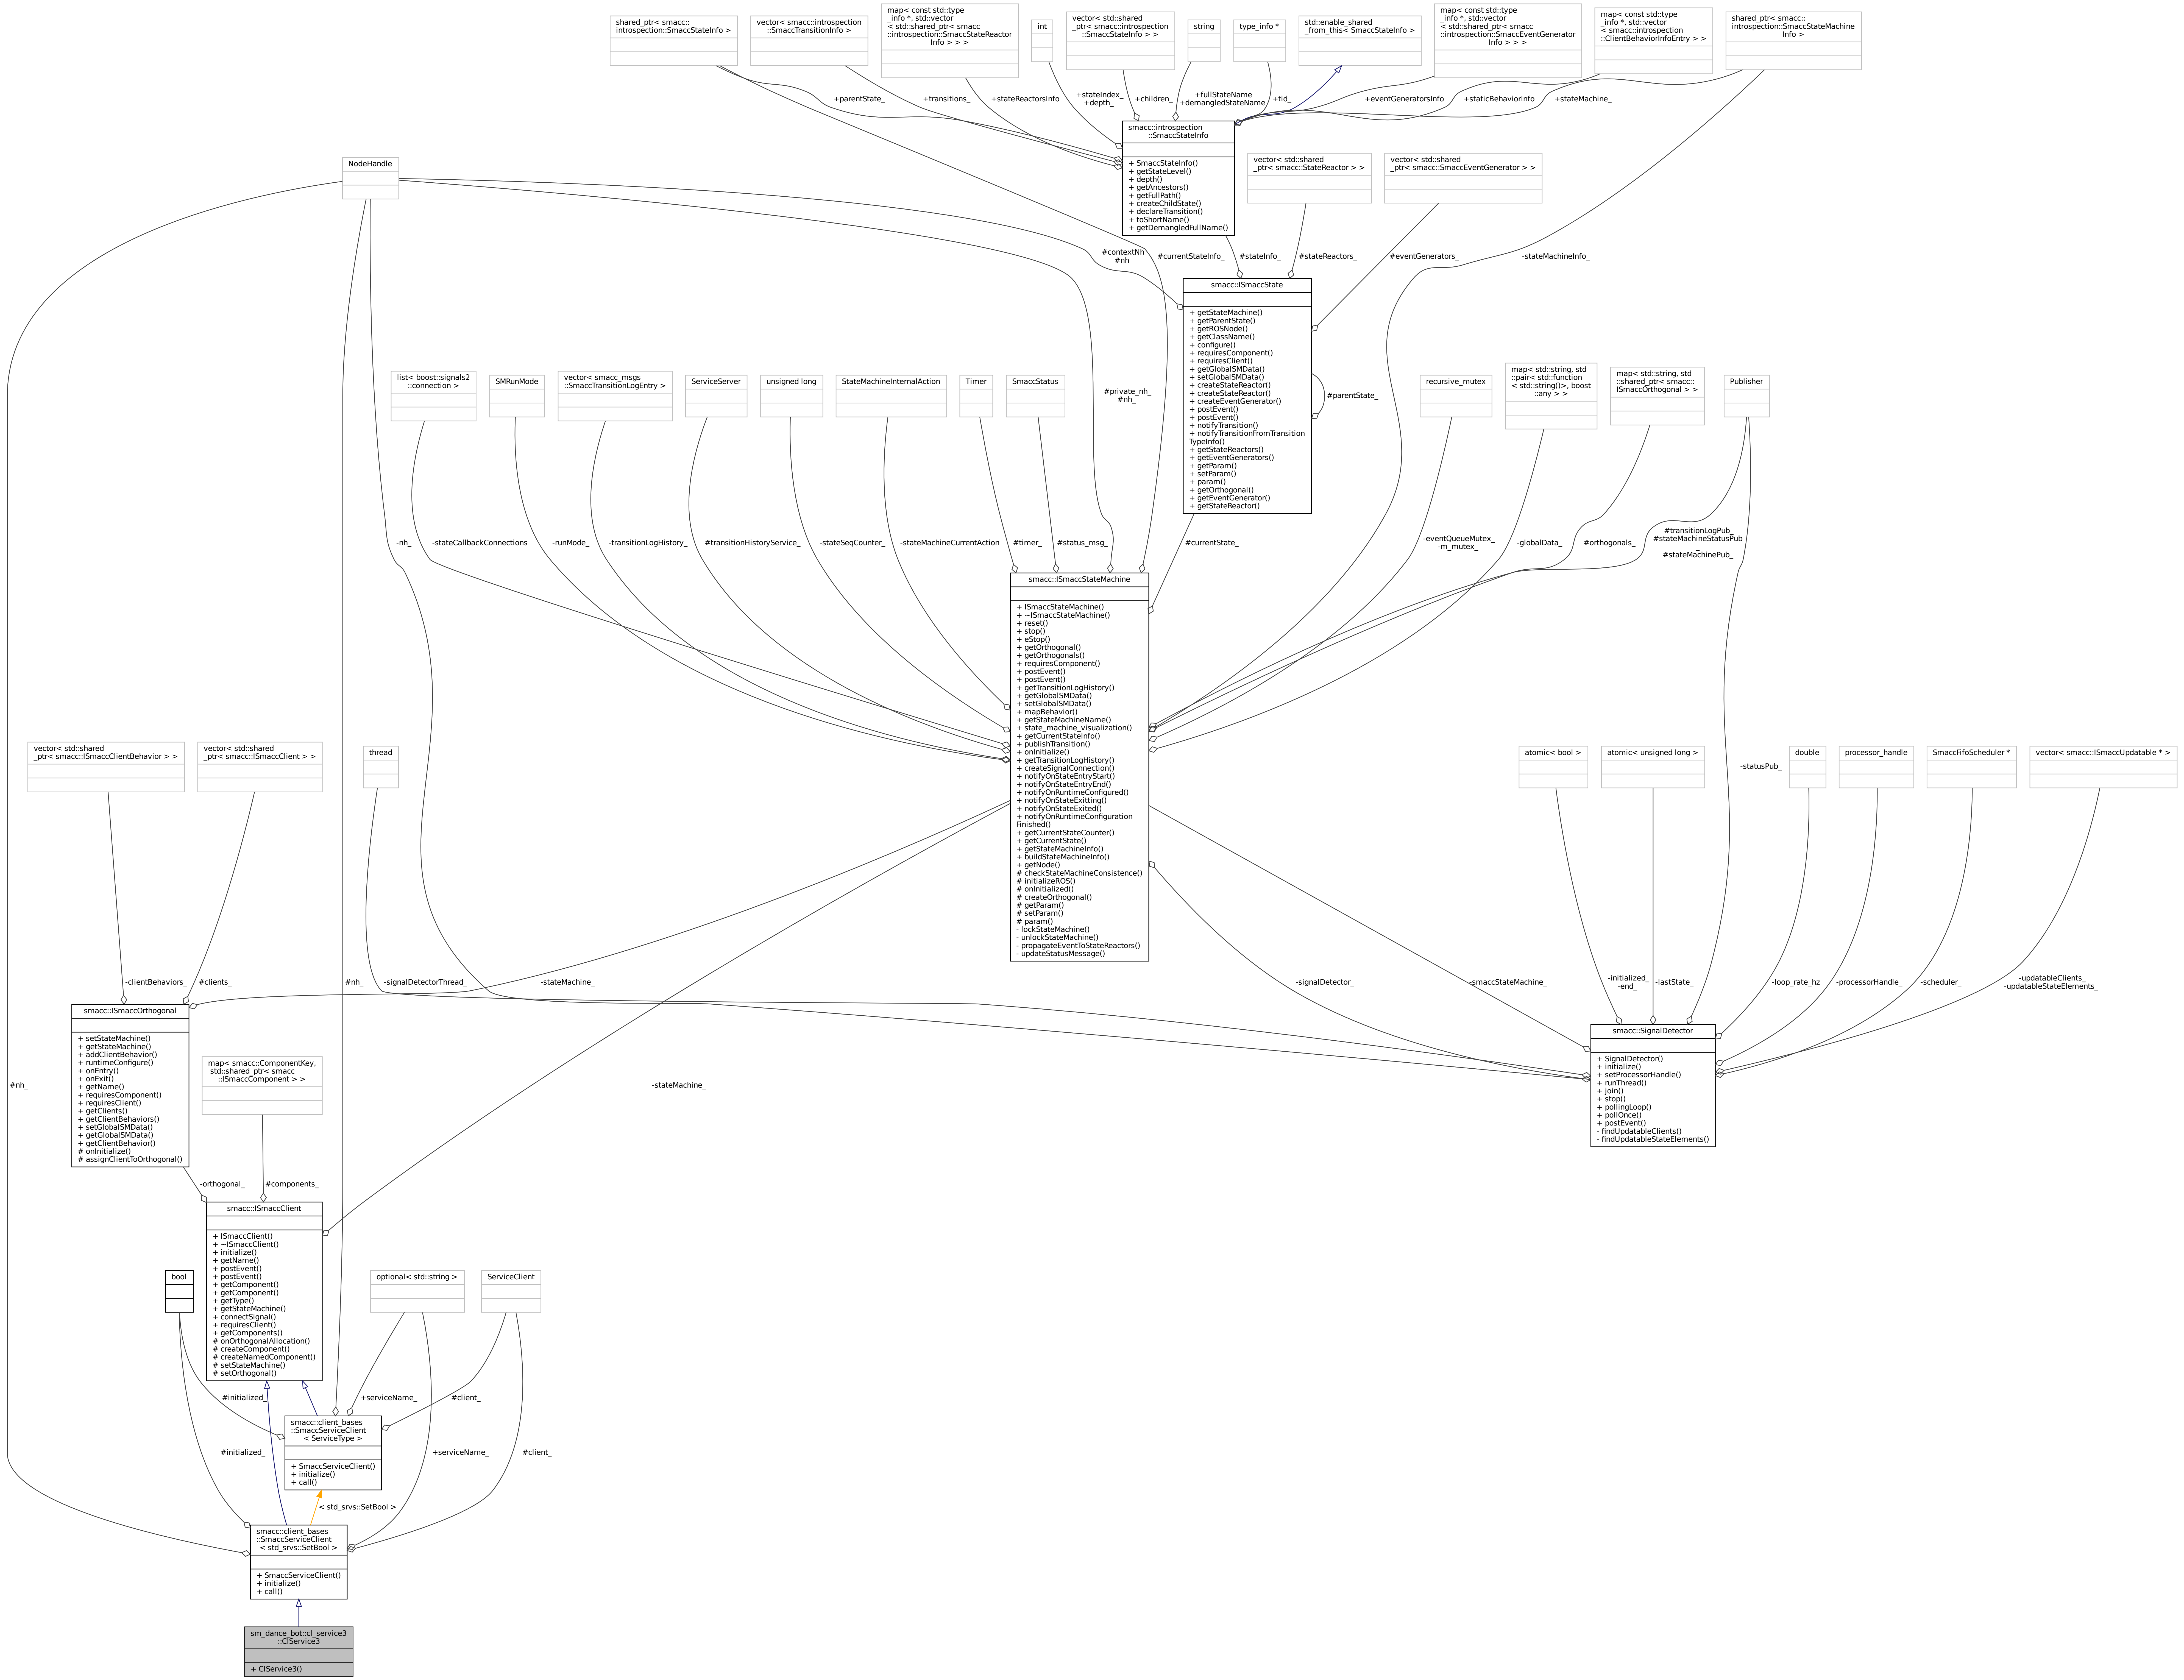 shared_ptr< smacc::
introspection::SmaccStateInfo >
vector< smacc::introspection
::SmaccTransitionInfo >
map< const std::type
_info *, std::vector
< std::shared_ptr< smacc
::introspection::SmaccStateReactor
Info > > >
int
vector< std::shared
_ptr< smacc::introspection
::SmaccStateInfo > >
string
type_info *
std::enable_shared
_from_this< SmaccStateInfo >
map< const std::type
_info *, std::vector
< std::shared_ptr< smacc
::introspection::SmaccEventGenerator
Info > > >
map< const std::type
_info *, std::vector
< smacc::introspection
::ClientBehaviorInfoEntry > >
shared_ptr< smacc::
introspection::SmaccStateMachine
Info >
+parentState_
+transitions_
+stateReactorsInfo
+stateIndex_
+depth_
+children_
+fullStateName
+demangledStateName
+tid_
+eventGeneratorsInfo
+staticBehaviorInfo
+stateMachine_
smacc::introspection
::SmaccStateInfo
+ SmaccStateInfo()
+ getStateLevel()
+ depth()
+ getAncestors()
+ getFullPath()
+ createChildState()
+ declareTransition()
+ toShortName()
+ getDemangledFullName()
NodeHandle
vector< std::shared
_ptr< smacc::StateReactor > >
vector< std::shared
_ptr< smacc::SmaccEventGenerator > >
#contextNh
#nh
#currentStateInfo_
#stateInfo_
#stateReactors_
#eventGenerators_
-stateMachineInfo_
smacc::ISmaccState
+ getStateMachine()
+ getParentState()
+ getROSNode()
+ getClassName()
+ configure()
+ requiresComponent()
+ requiresClient()
+ getGlobalSMData()
+ setGlobalSMData()
+ createStateReactor()
+ createStateReactor()
+ createEventGenerator()
+ postEvent()
+ postEvent()
+ notifyTransition()
+ notifyTransitionFromTransition
TypeInfo()
+ getStateReactors()
+ getEventGenerators()
+ getParam()
+ setParam()
+ param()
+ getOrthogonal()
+ getEventGenerator()
+ getStateReactor()
#parentState_
list< boost::signals2
::connection >
SMRunMode
vector< smacc_msgs
::SmaccTransitionLogEntry >
ServiceServer
unsigned long
StateMachineInternalAction
Timer
SmaccStatus
#private_nh_
#nh_
recursive_mutex
map< std::string, std
::pair< std::function
< std::string()>, boost
::any > >
map< std::string, std
::shared_ptr< smacc::
ISmaccOrthogonal > >
Publisher
-nh_
-stateCallbackConnections
-runMode_
-transitionLogHistory_
#transitionHistoryService_
-stateSeqCounter_
-stateMachineCurrentAction
#timer_
#status_msg_
#currentState_
-eventQueueMutex_
-m_mutex_
-globalData_
#orthogonals_
#transitionLogPub_
#stateMachineStatusPub
_
#stateMachinePub_
smacc::ISmaccStateMachine
+ ISmaccStateMachine()
+ ~ISmaccStateMachine()
+ reset()
+ stop()
+ eStop()
+ getOrthogonal()
+ getOrthogonals()
+ requiresComponent()
+ postEvent()
+ postEvent()
+ getTransitionLogHistory()
+ getGlobalSMData()
+ setGlobalSMData()
+ mapBehavior()
+ getStateMachineName()
+ state_machine_visualization()
+ getCurrentStateInfo()
+ publishTransition()
+ onInitialize()
+ getTransitionLogHistory()
+ createSignalConnection()
+ notifyOnStateEntryStart()
+ notifyOnStateEntryEnd()
+ notifyOnRuntimeConfigured()
+ notifyOnStateExitting()
+ notifyOnStateExited()
+ notifyOnRuntimeConfiguration
Finished()
+ getCurrentStateCounter()
+ getCurrentState()
+ getStateMachineInfo()
+ buildStateMachineInfo()
+ getNode()
# checkStateMachineConsistence()
# initializeROS()
# onInitialized()
# createOrthogonal()
# getParam()
# setParam()
# param()
- lockStateMachine()
- unlockStateMachine()
- propagateEventToStateReactors()
- updateStatusMessage()
vector< std::shared
_ptr< smacc::ISmaccClientBehavior > >
vector< std::shared
_ptr< smacc::ISmaccClient > >
thread
atomic< bool >
atomic< unsigned long >
double
processor_handle
SmaccFifoScheduler *
vector< smacc::ISmaccUpdatable * >
-statusPub_
-clientBehaviors_
#clients_
#nh_
-signalDetectorThread_
-stateMachine_
-signalDetector_
-smaccStateMachine_
-initialized_
-end_
-lastState_
-loop_rate_hz
-processorHandle_
-scheduler_
-updatableClients_
-updatableStateElements_
smacc::ISmaccOrthogonal
+ setStateMachine()
+ getStateMachine()
+ addClientBehavior()
+ runtimeConfigure()
+ onEntry()
+ onExit()
+ getName()
+ requiresComponent()
+ requiresClient()
+ getClients()
+ getClientBehaviors()
+ setGlobalSMData()
+ getGlobalSMData()
+ getClientBehavior()
# onInitialize()
# assignClientToOrthogonal()
smacc::SignalDetector
+ SignalDetector()
+ initialize()
+ setProcessorHandle()
+ runThread()
+ join()
+ stop()
+ pollingLoop()
+ pollOnce()
+ postEvent()
- findUpdatableClients()
- findUpdatableStateElements()
map< smacc::ComponentKey,
std::shared_ptr< smacc
::ISmaccComponent > >
#nh_
-stateMachine_
-orthogonal_
#components_
smacc::ISmaccClient
+ ISmaccClient()
+ ~ISmaccClient()
+ initialize()
+ getName()
+ postEvent()
+ postEvent()
+ getComponent()
+ getComponent()
+ getType()
+ getStateMachine()
+ connectSignal()
+ requiresClient()
+ getComponents()
# onOrthogonalAllocation()
# createComponent()
# createNamedComponent()
# setStateMachine()
# setOrthogonal()
bool
optional< std::string >
ServiceClient
#initialized_
+serviceName_
#client_
smacc::client_bases
::SmaccServiceClient
< ServiceType >
+ SmaccServiceClient()
+ initialize()
+ call()
#initialized_
+serviceName_
#client_
< std_srvs::SetBool >
smacc::client_bases
::SmaccServiceClient
< std_srvs::SetBool >
+ SmaccServiceClient()
+ initialize()
+ call()
sm_dance_bot::cl_service3
::ClService3
+ ClService3()